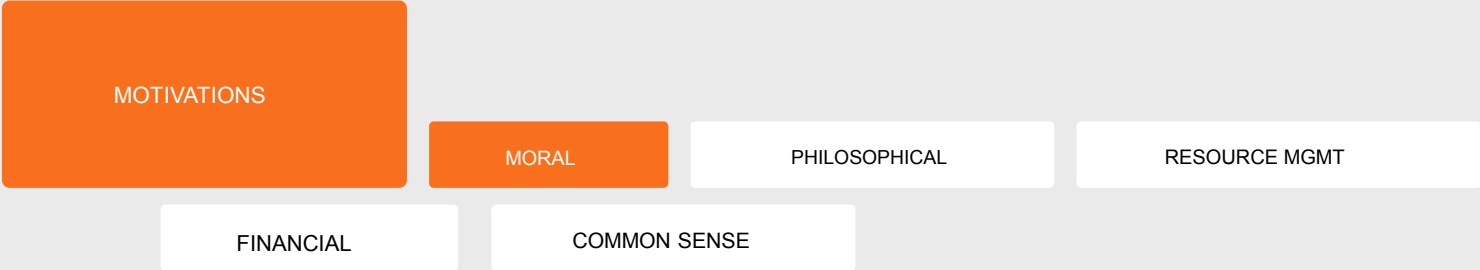 MOTIVATIONS
MORAL
PHILOSOPHICAL
RESOURCE MGMT
FINANCIAL
COMMON SENSE